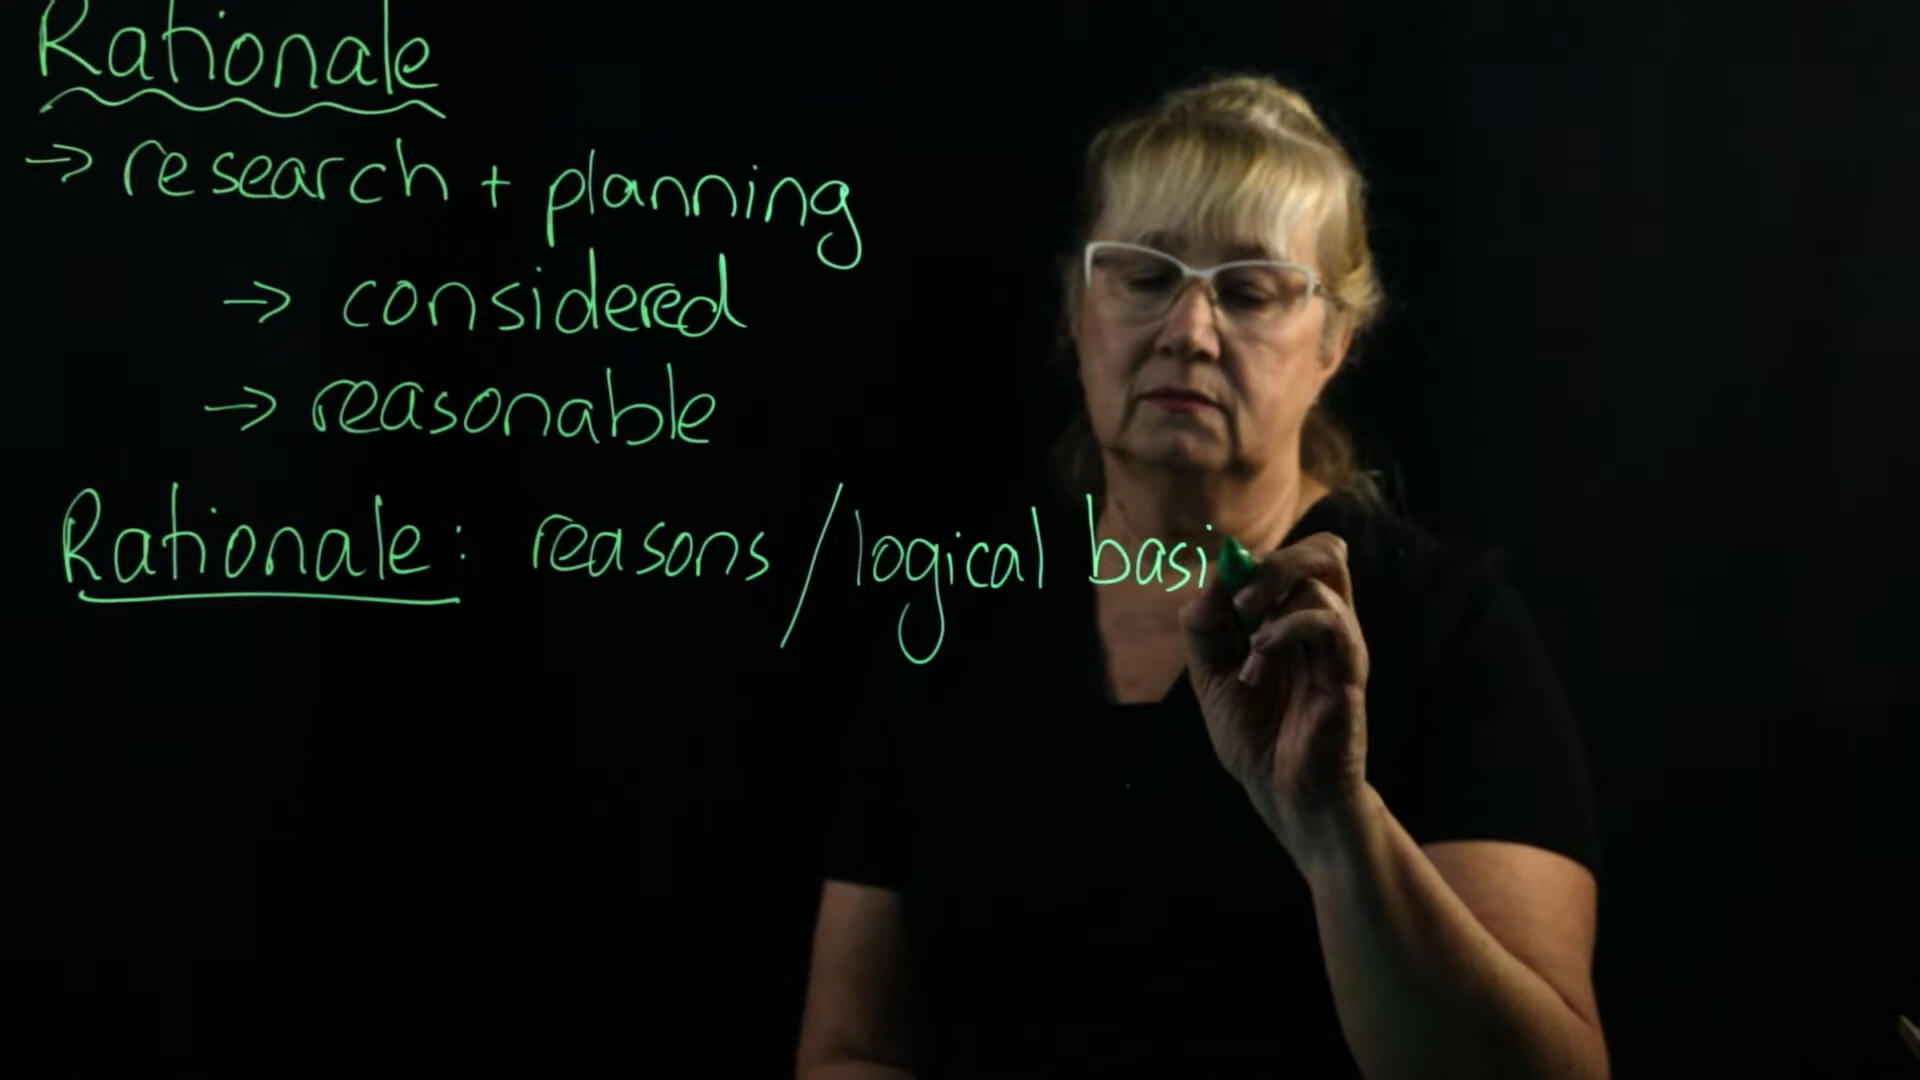 Rationale
→ research + planning
→ considered
→ reasonable
Rationale: reasons/logical basi